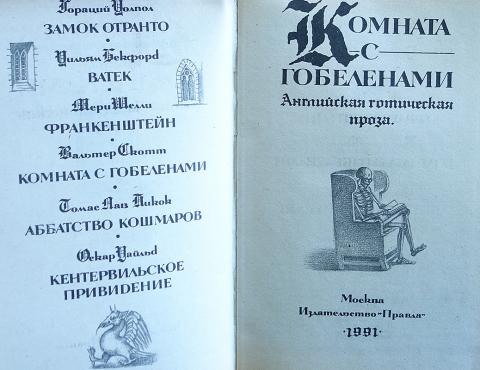 Гораций Уолпол
ЗАМОК ОТРАНТО
•
Уильям Бекфорд
ВАТЕК
•
Мери Шелли
ФРАНКЕНШТЕЙН
•
Вальтер Скотт
КОМНАТА С ГОБЕЛЕНАМИ
•
Томас Лав Пикок
АББАТСТВО КОШМАРОВ
•
Оскар Уайльд
КЕНТЕРВИЛЬСКОЕ
ПРИВИДЕНИЕ
КОМНАТА
С
ГОБЕЛЕНАМИ
Английская готическая
проза.
Москва
Издательство "Правда"
·1991·